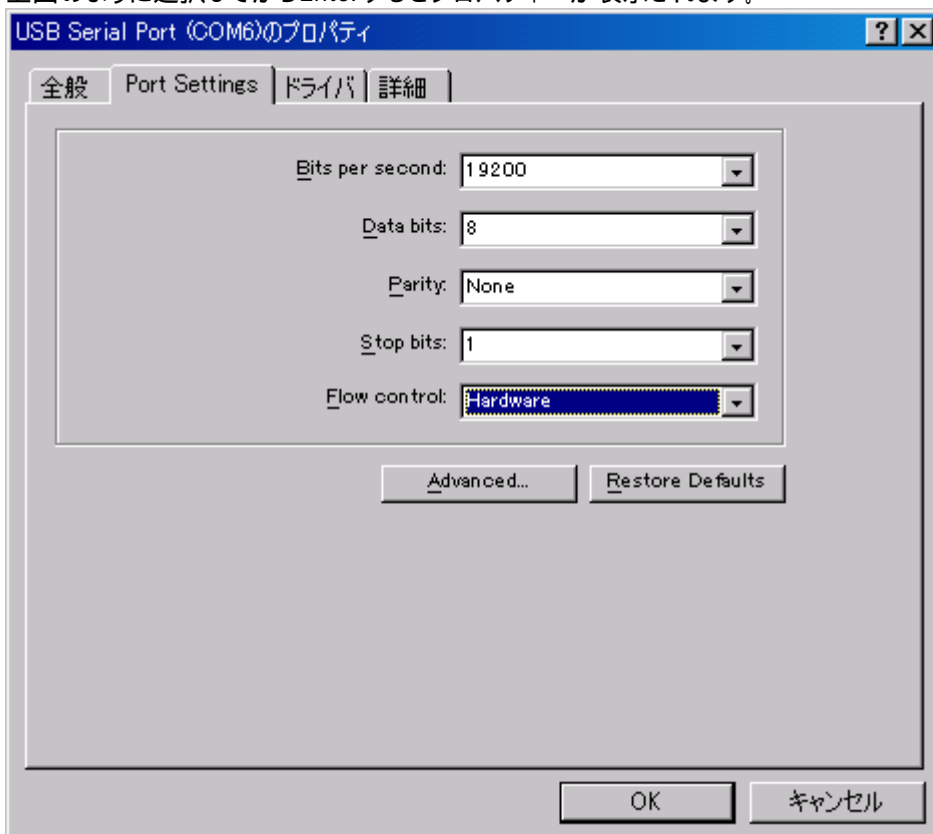 USB Serial Port (COM6)のプロパティ
全般 Port Settings ドライバ 詳細
Bits per second: 19200
Data bits: 8
Parity: None
Stop bits: 1
Flow control: Hardware
Advanced... Restore Defaults
OK キャンセル